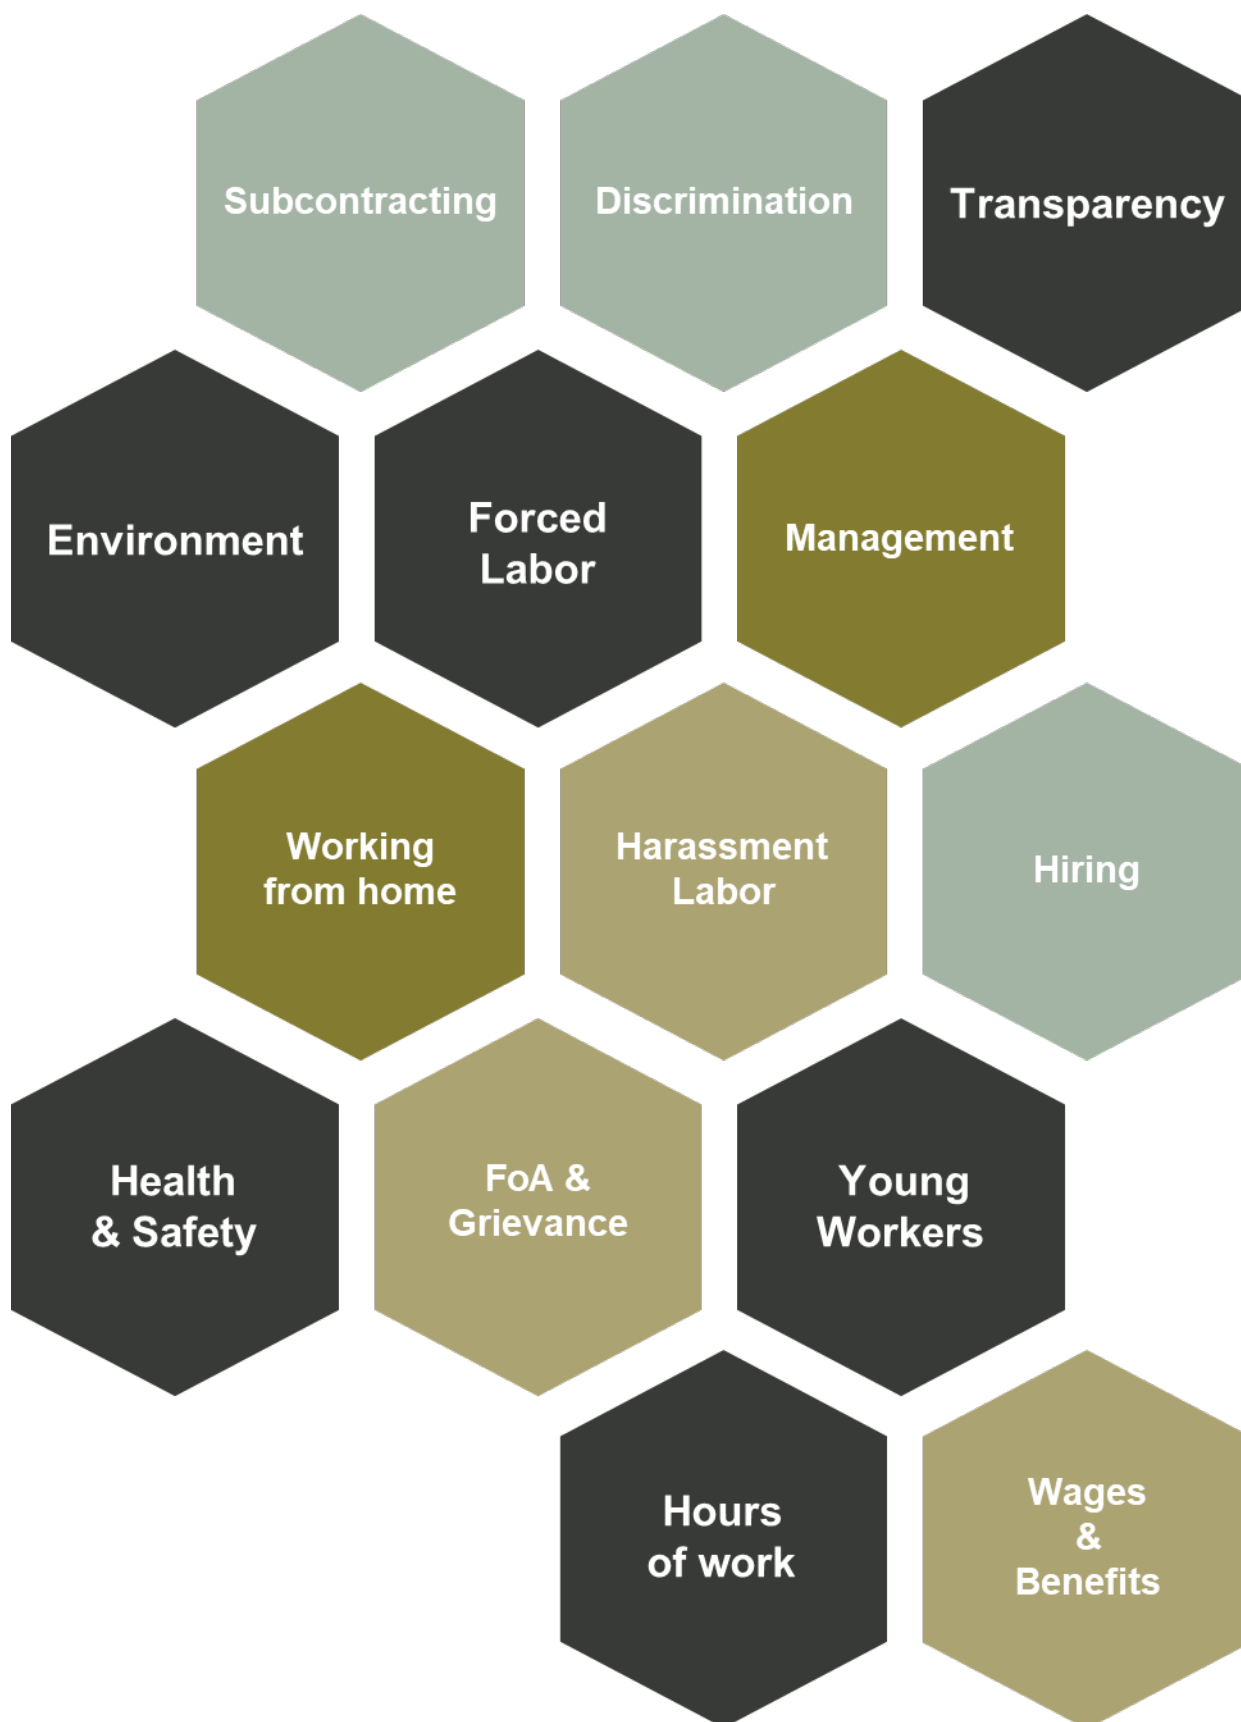 Subcontracting
Discrimination
Transparency
Environment
Forced
Labor
Management
Working
from home
Harassment
Labor
Hiring
Health
& Safety
FoA &
Grievance
Young
Workers
Hours
of work
Wages
&
Benefits